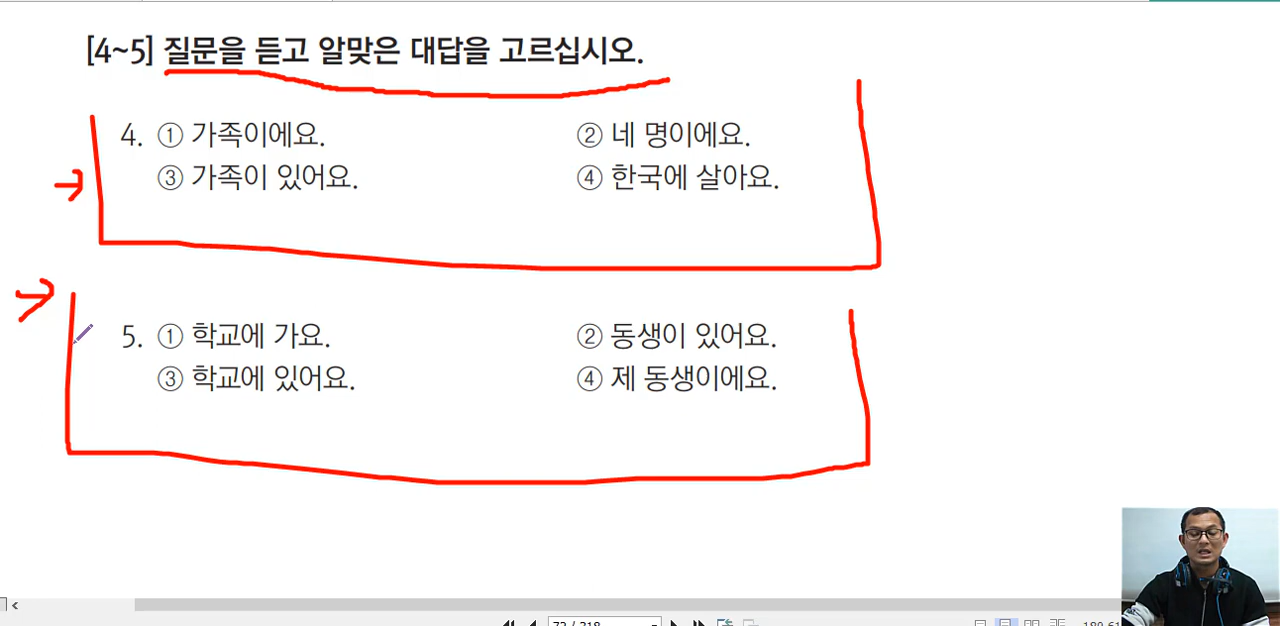 [4~5] 질문을 듣고 알맞은 대답을 고르십시오.
4. ① 가족이에요. ② 네 명이에요.
③ 가족이 있어요. ④ 한국에 살아요.
5. ① 학교에 가요. ② 동생이 있어요.
③ 학교에 있어요. ④ 제 동생이에요.